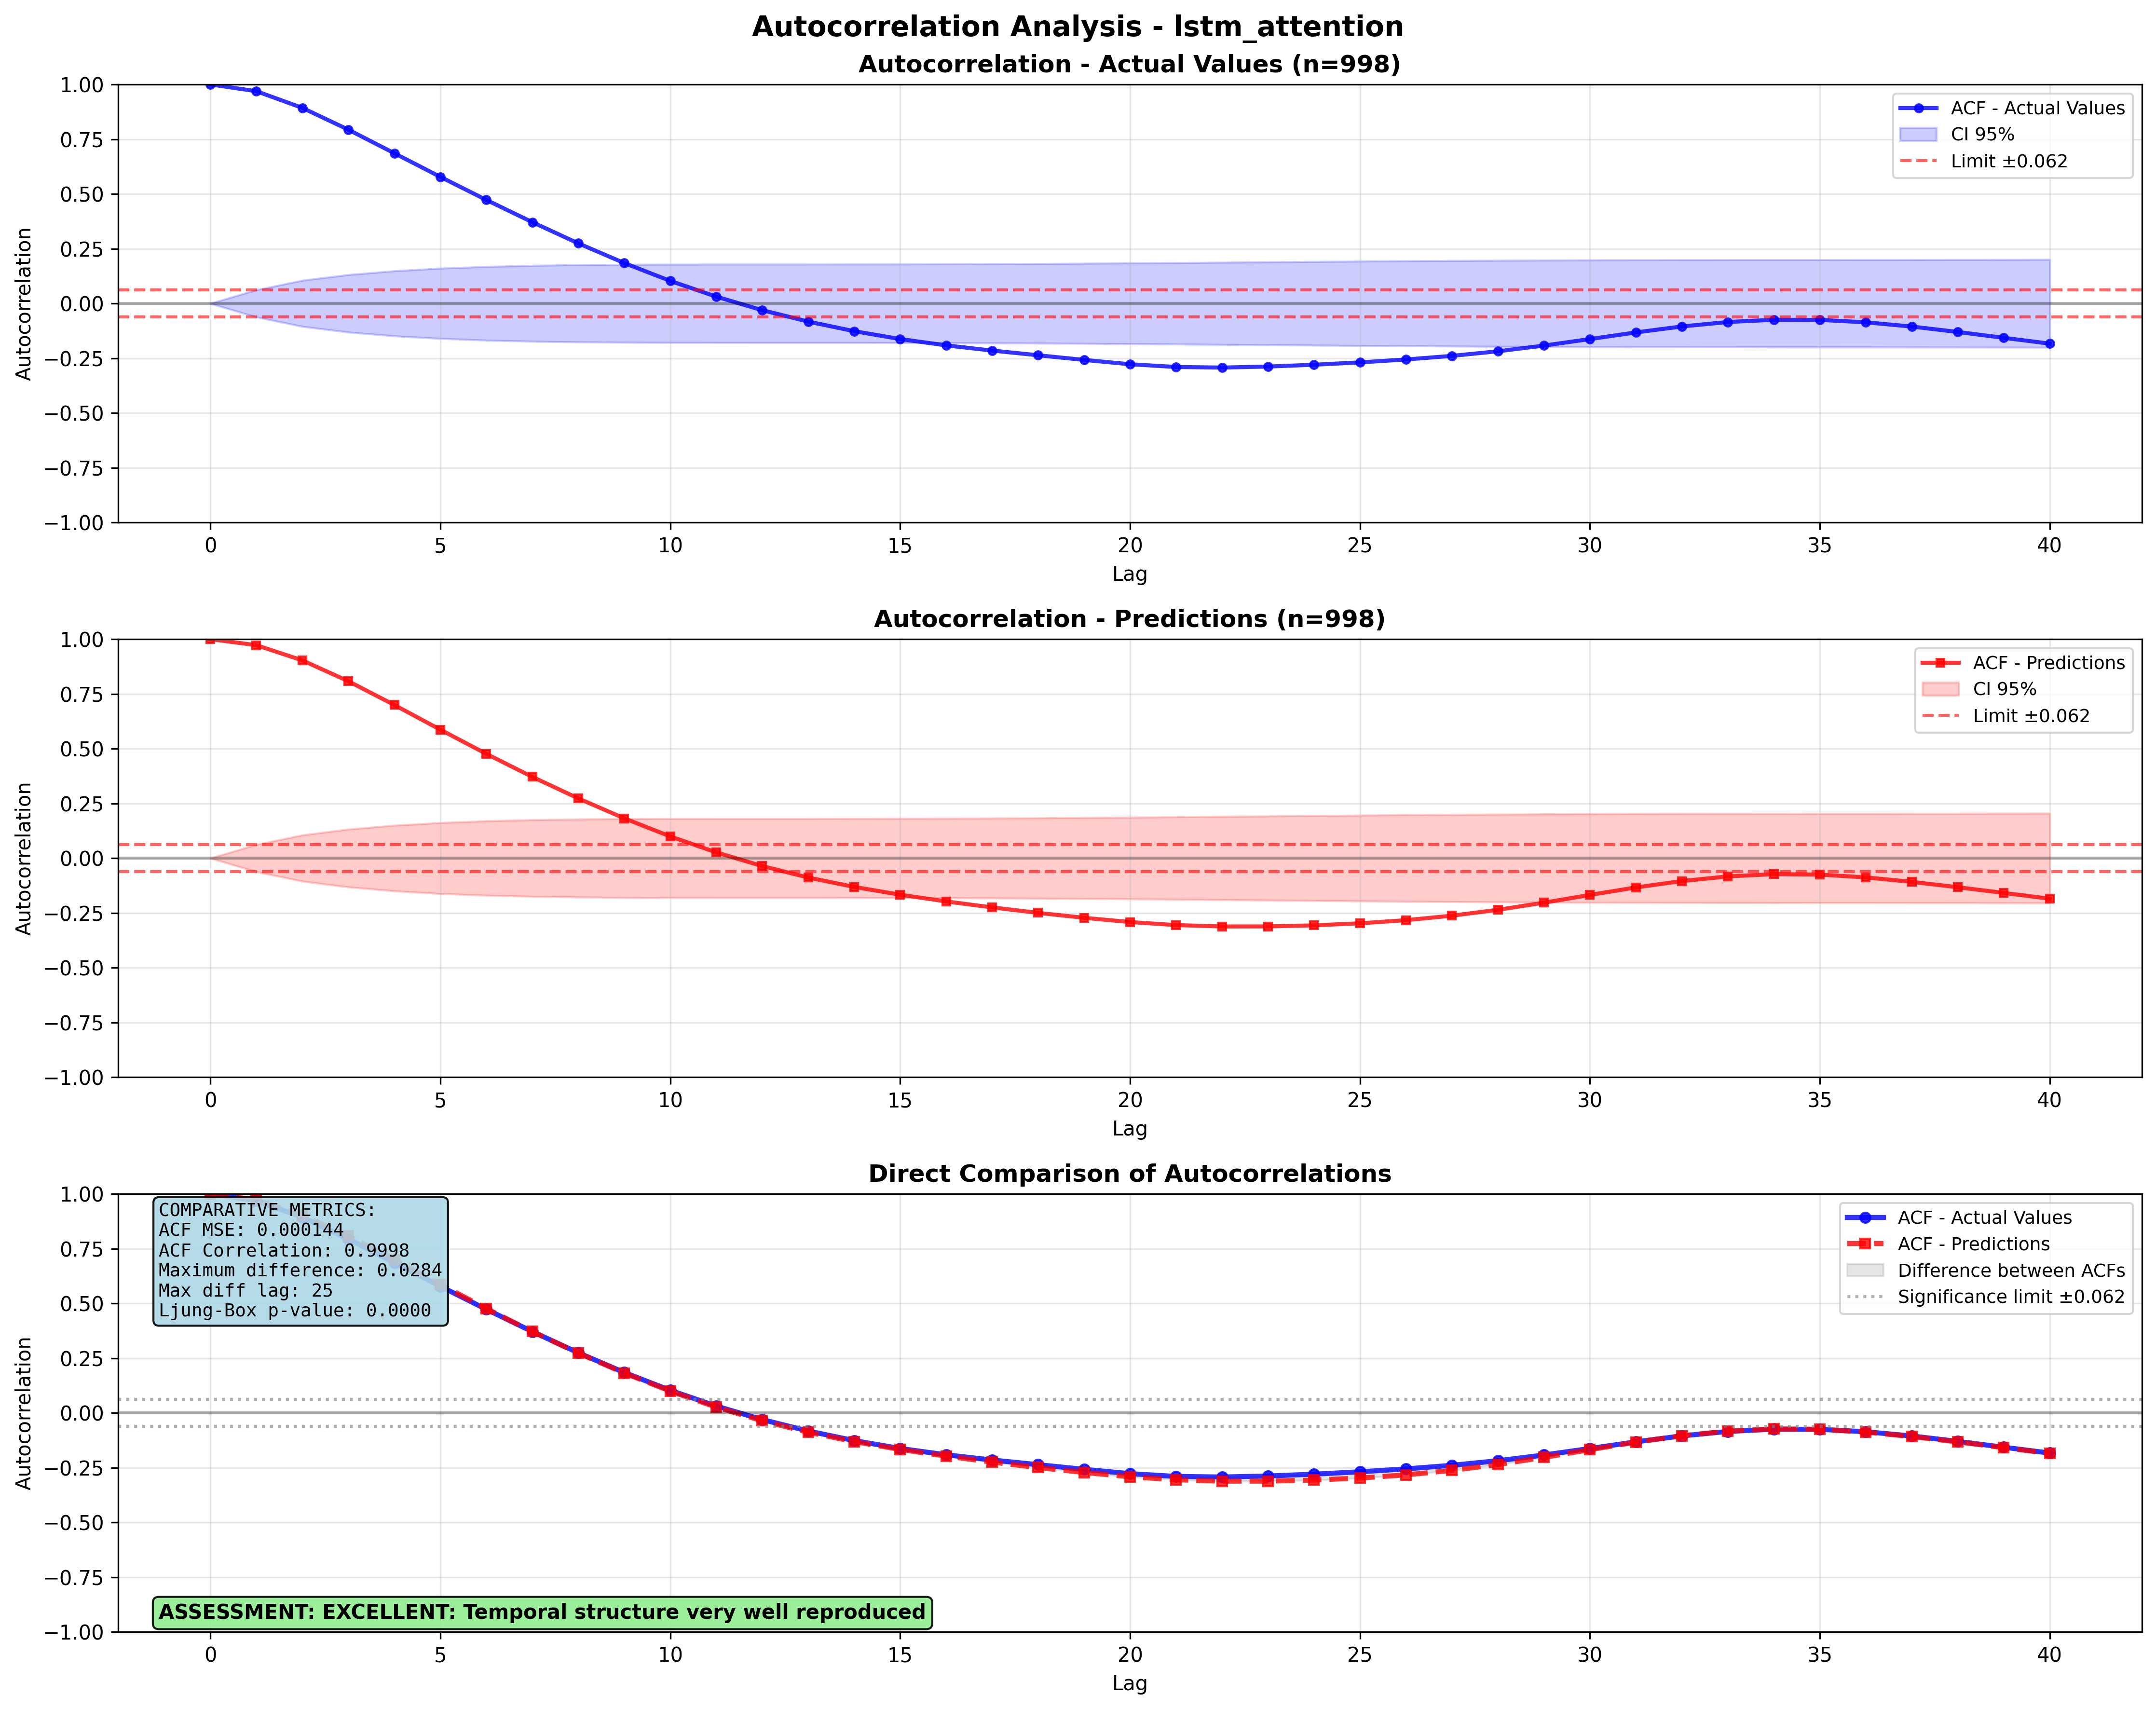 Autocorrelation Analysis - lstm_attention
Autocorrelation - Actual Values (n=998)
1.00
0.75
0.50
0.25
0.00
−0.25
−0.50
−0.75
−1.00
Autocorrelation
ACF - Actual Values
CI 95%
Limit ±0.062
0 5 10 15 20 25 30 35 40
Lag
Autocorrelation - Predictions (n=998)
1.00
0.75
0.50
0.25
0.00
−0.25
−0.50
−0.75
−1.00
Autocorrelation
ACF - Predictions
CI 95%
Limit ±0.062
0 5 10 15 20 25 30 35 40
Lag
Direct Comparison of Autocorrelations
1.00
0.75
0.50
0.25
0.00
−0.25
−0.50
−0.75
−1.00
Autocorrelation
COMPARATIVE METRICS:
ACF MSE: 0.000144
ACF Correlation: 0.9998
Maximum difference: 0.0284
Max diff lag: 25
Ljung-Box p-value: 0.0000
ACF - Actual Values
ACF - Predictions
Difference between ACFs
Significance limit ±0.062
ASSESSMENT: EXCELLENT: Temporal structure very well reproduced
0 5 10 15 20 25 30 35 40
Lag